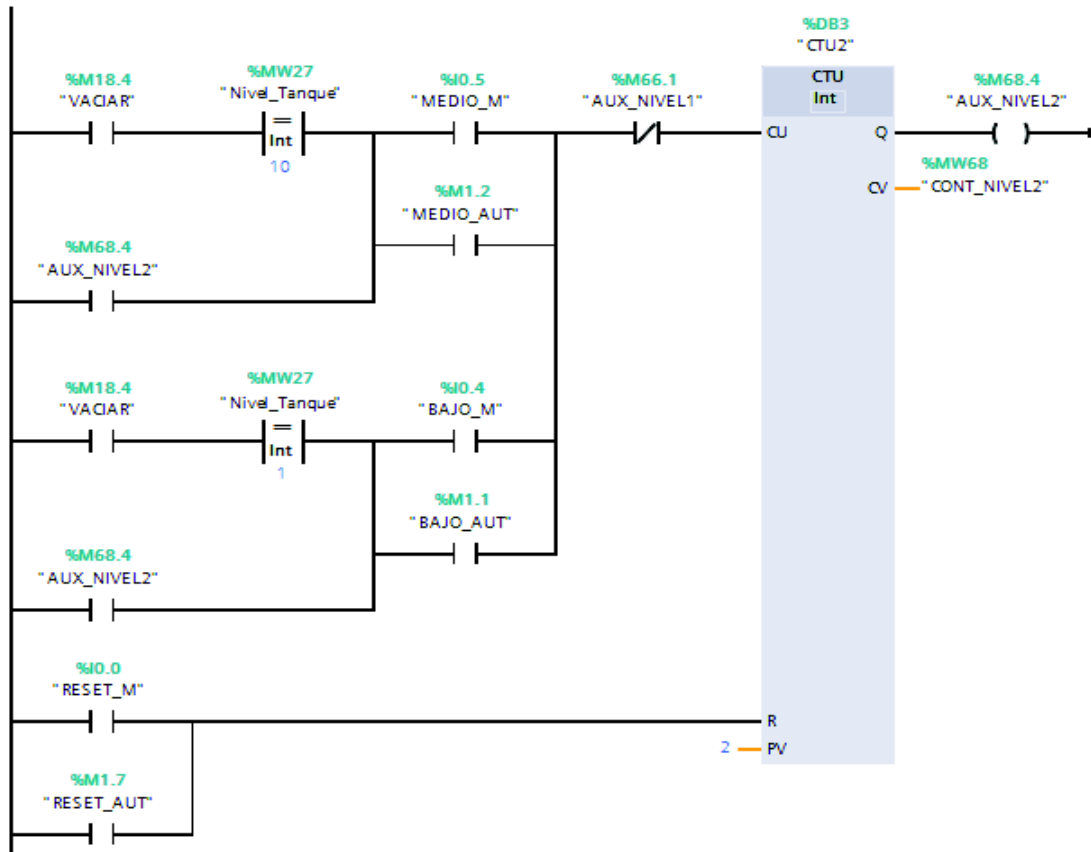 %DB3
"CTU2"
%M18.4
"VACIAR"
%MW27
"Nivel_Tanque"
==
Int
10
%I0.5
"MEDIO_M"
%M66.1
"AUX_NIVEL1"
CTU
Int
%M68.4
"AUX_NIVEL2"
CU
Q
%MW68
CV
"CONT_NIVEL2"
%M1.2
"MEDIO_AUT"
%M68.4
"AUX_NIVEL2"
%M18.4
"VACIAR"
%MW27
"Nivel_Tanque"
==
Int
1
%I0.4
"BAJO_M"
%M1.1
"BAJO_AUT"
%M68.4
"AUX_NIVEL2"
%I0.0
"RESET_M"
R
2
PV
%M1.7
"RESET_AUT"